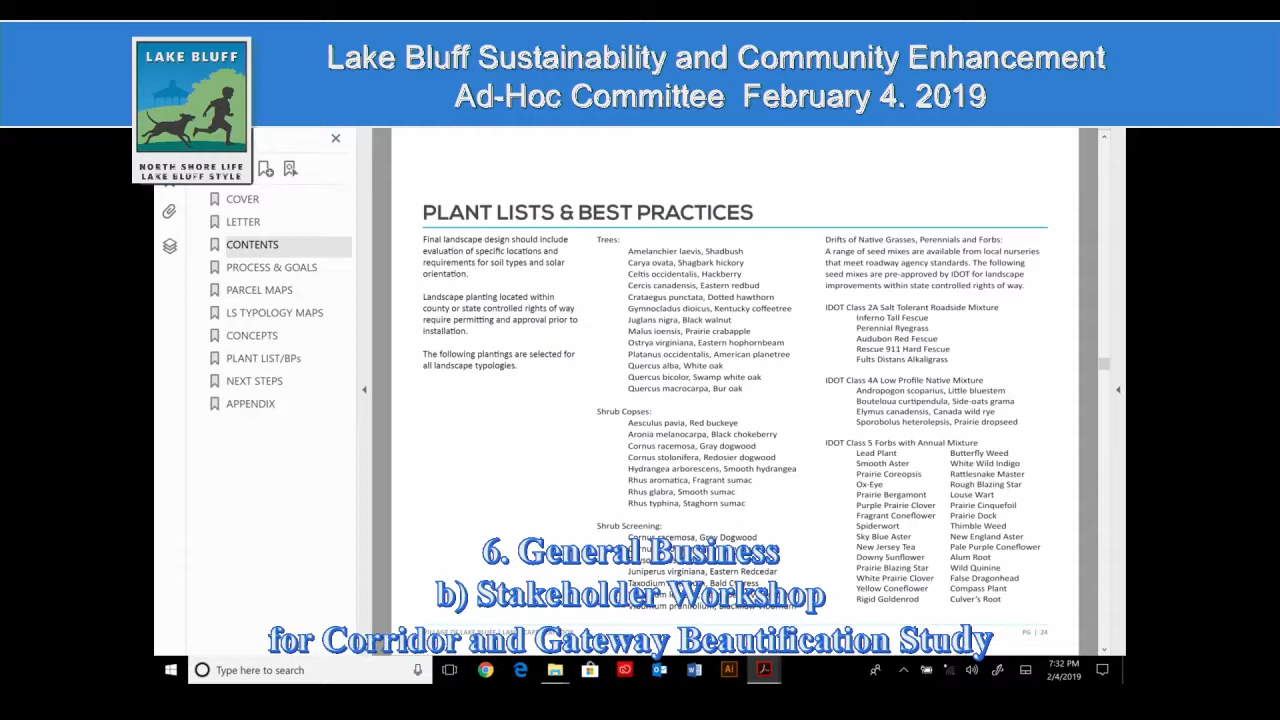 Lake Bluff Sustainability and Community Enhancement
Ad-Hoc Committee February 4. 2019
LAKE BLUFF
NORTH SHORE LIFE
LAKE BLUFF STYLE
COVER
LETTER
CONTENTS
PROCESS & GOALS
PARCEL MAPS
LS TYPOLOGY MAPS
CONCEPTS
PLANT LIST/BPs
NEXT STEPS
APPENDIX
PLANT LISTS & BEST PRACTICES
Final landscape design should include
evaluation of specific locations and
requirements for soil types and solar
orientation.
Landscape planting located within
county or state controlled rights of way
require permitting and approval prior to
installation.
The following plantings are selected for
all landscape typologies.
Trees:
Amelanchier laevis, Shadbush
Carya ovata, Shagbark hickory
Celtis occidentalis, Hackberry
Cercis canadensis, Eastern redbud
Crataegus punctata, Dotted hawthorn
Gymnocladus dioicus, Kentucky coffeetree
Juglans nigra, Black walnut
Malus ioensis, Prairie crabapple
Ostrya virginiana, Eastern hophornbeam
Platanus occidentalis, American planetree
Quercus alba, White oak
Quercus bicolor, Swamp white oak
Quercus macrocarpa, Bur oak
Shrub Copses:
Aesculus pavia, Red buckeye
Aronia melanocarpa, Black chokeberry
Cornus racemosa, Gray dogwood
Cornus stolonifera, Redosier dogwood
Hydrangea arborescens, Smooth hydrangea
Rhus aromatica, Fragrant sumac
Rhus glabra, Smooth sumac
Rhus typhina, Staghorn sumac
Shrub Screening:
Cornus racemosa, Gray Dogwood
Juniperus virginiana, Eastern Redcedar
Drifts of Native Grasses, Perennials and Forbs:
A range of seed mixes are available from local nurseries
that meet roadway agency standards. The following
seed mixes are pre-approved by IDOT for landscape
improvements within state controlled rights of way.
IDOT Class 2A Salt Tolerant Roadside Mixture
Inferno Tall Fescue
Perennial Ryegrass
Audubon Red Fescue
Rescue 911 Hard Fescue
Fults Distans Alkaligrass
IDOT Class 4A Low Profile Native Mixture
Andropogon scoparius, Little bluestem
Bouteloua curtipendula, Side-oats grama
Elymus canadensis, Canada wild rye
Sporobolus heterolepis, Prairie dropseed
IDOT Class 5 Forbs with Annual Mixture
Lead Plant
Smooth Aster
Prairie Coreopsis
Ox-Eye
Prairie Bergamont
Purple Prairie Clover
Fragrant Coneflower
Spiderwort
Sky Blue Aster
New Jersey Tea
Downy Sunflower
Prairie Blazing Star
White Prairie Clover
Yellow Coneflower
Rigid Goldenrod
Butterfly Weed
White Wild Indigo
Rattlesnake Master
Rough Blazing Star
Louse Wart
Prairie Cinquefoil
Prairie Dock
Thimble Weed
New England Aster
Pale Purple Coneflower
Alum Root
Wild Quinine
False Dragonhead
Compass Plant
Culver's Root
PG | 24
6. General Business
b) Stakeholder Workshop
for Corridor and Gateway Beautification Study
Type here to search
Ai
7:32 PM
2/4/2019